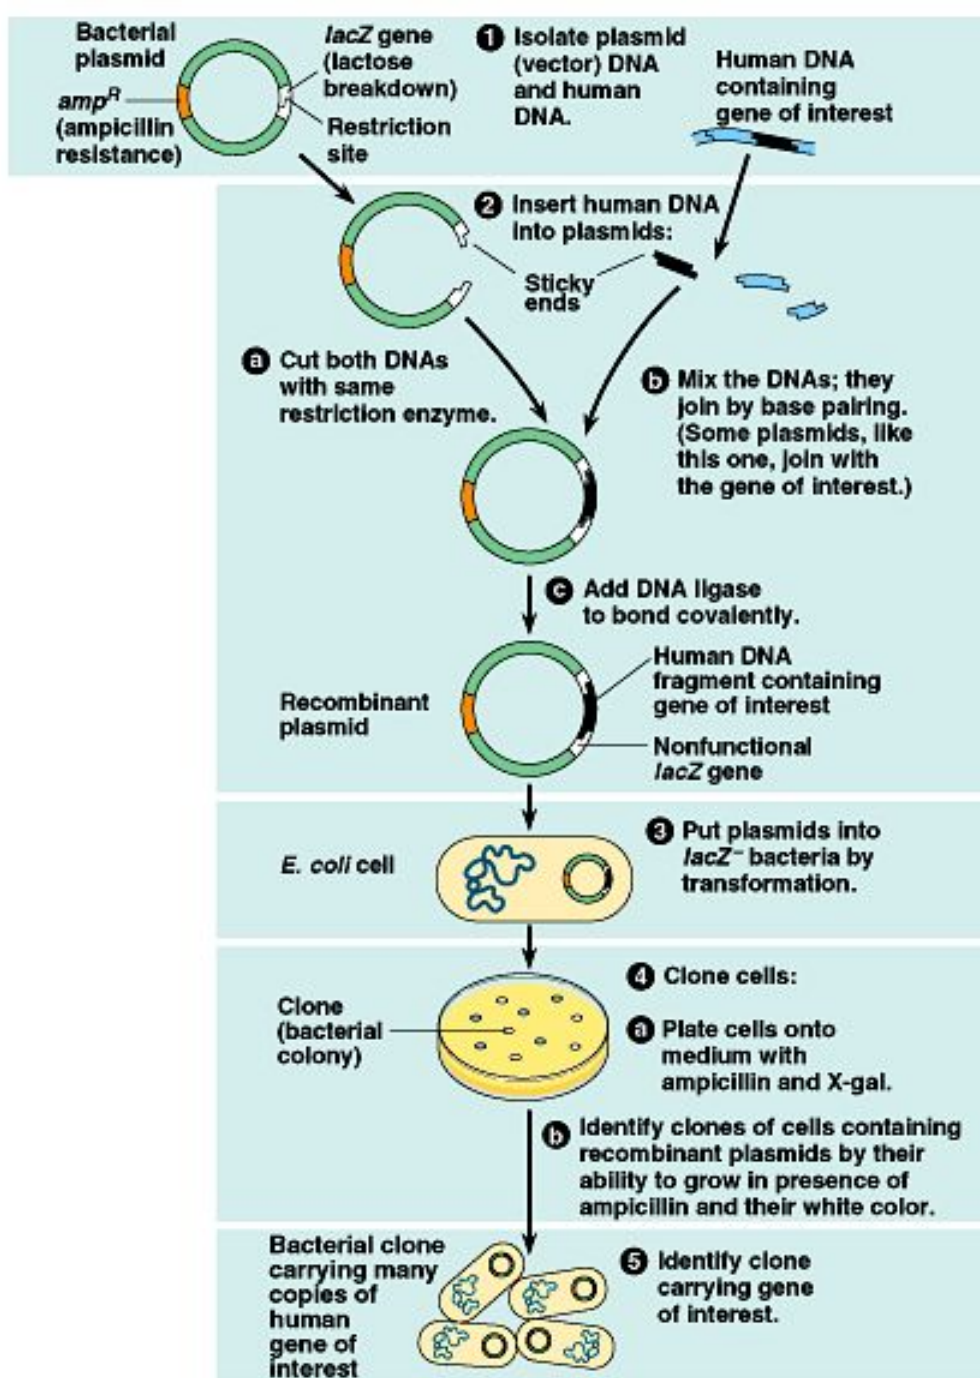 Bacterial
plasmid
amp^R
(ampicillin
resistance)
lacZ gene
(lactose
breakdown)
Restriction
site
1 Isolate plasmid
(vector) DNA
and human
DNA.
Human DNA
containing
gene of interest
2 Insert human DNA
into plasmids:
Sticky
ends
a Cut both DNAs
with same
restriction enzyme.
b Mix the DNAs; they
join by base pairing.
(Some plasmids, like
this one, join with
the gene of interest.)
c Add DNA ligase
to bond covalently.
Recombinant
plasmid
Human DNA
fragment containing
gene of interest
Nonfunctional
lacZ gene
E. coli cell
3 Put plasmids into
lacZ⁻ bacteria by
transformation.
Clone
(bacterial
colony)
4 Clone cells:
a Plate cells onto
medium with
ampicillin and X-gal.
b Identify clones of cells containing
recombinant plasmids by their
ability to grow in presence of
ampicillin and their white color.
Bacterial clone
carrying many
copies of
human
gene of
interest
5 Identify clone
carrying gene
of interest.